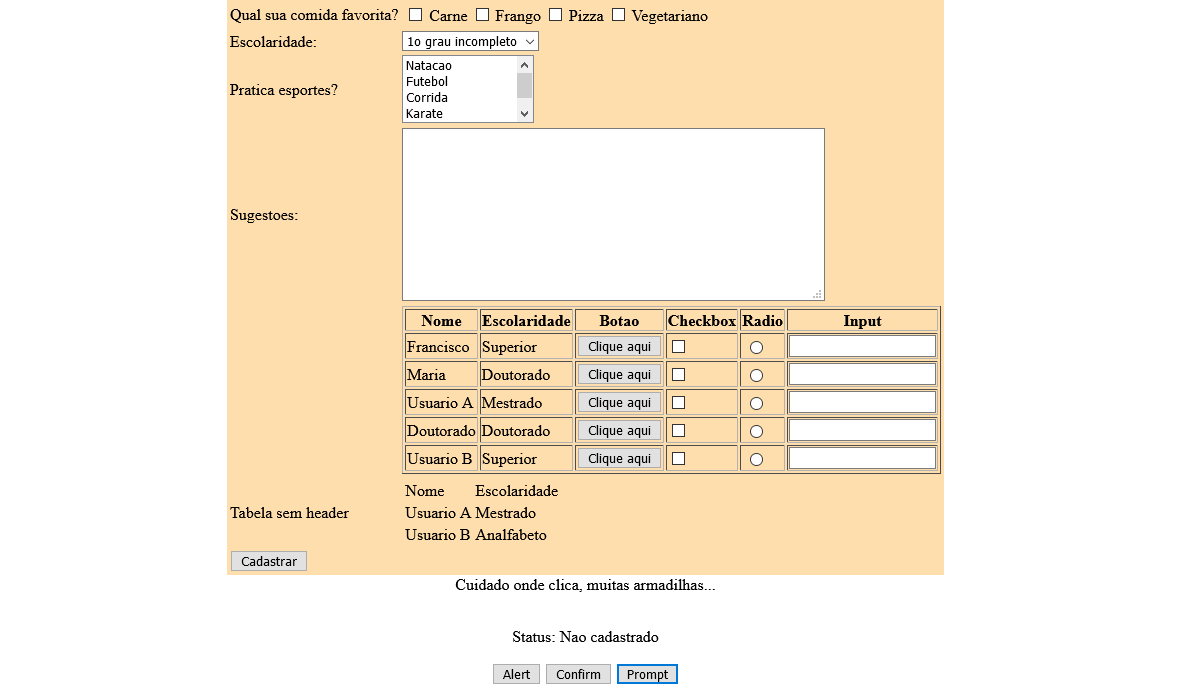 Qual sua comida favorita? Carne Frango Pizza Vegetariano
Escolaridade: 1o grau incompleto
Pratica esportes?
Natacao
Futebol
Corrida
Karate
Sugestoes:
Nome Escolaridade Botao Checkbox Radio Input
Francisco Superior Clique aqui
Maria Doutorado Clique aqui
Usuario A Mestrado Clique aqui
Doutorado Doutorado Clique aqui
Usuario B Superior Clique aqui
Tabela sem header
Nome Escolaridade
Usuario A Mestrado
Usuario B Analfabeto
Cadastrar
Cuidado onde clica, muitas armadilhas...
Status: Nao cadastrado
Alert Confirm Prompt